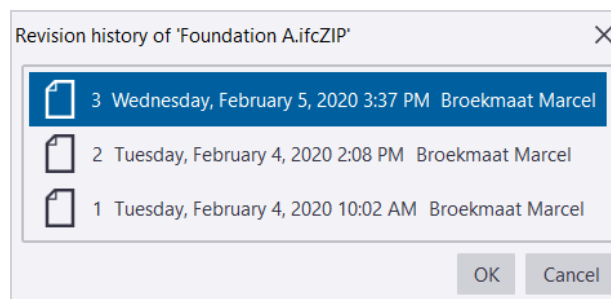 Revision history of 'Foundation A.ifcZIP'
3 Wednesday, February 5, 2020 3:37 PM Broekmaat Marcel
2 Tuesday, February 4, 2020 2:08 PM Broekmaat Marcel
1 Tuesday, February 4, 2020 10:02 AM Broekmaat Marcel
OK Cancel